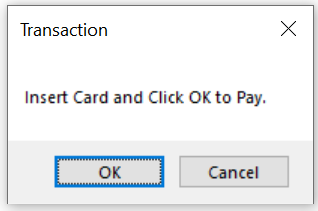 Transaction
Insert Card and Click OK to Pay.
OK
Cancel